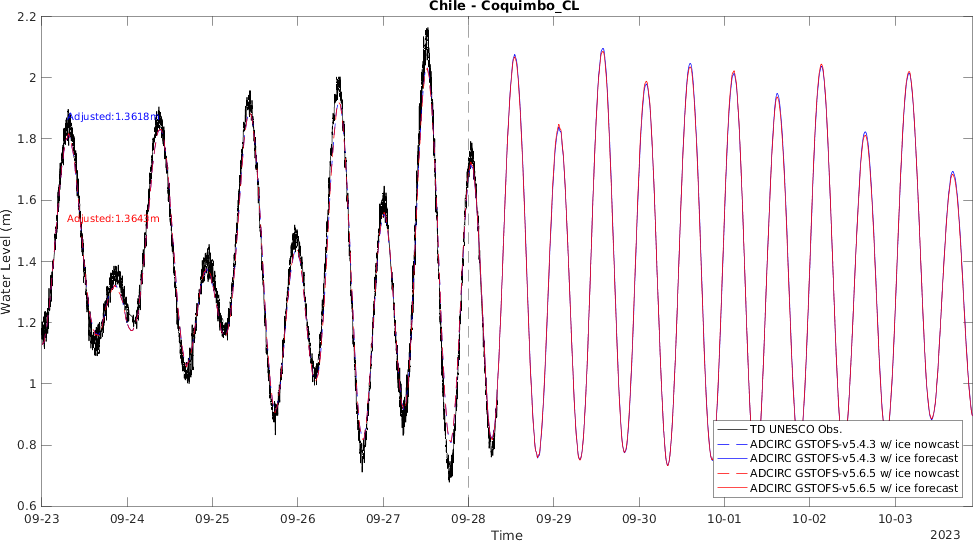 Chile - Coquimbo_CL
2.2
2
1.8
1.6
1.4
1.2
1
0.8
0.6
Water Level (m)
Adjusted:1.3618m
Adjusted:1.3643m
TD UNESCO Obs.
ADCIRC GSTOFS-v5.4.3 w/ ice nowcast
ADCIRC GSTOFS-v5.4.3 w/ ice forecast
ADCIRC GSTOFS-v5.6.5 w/ ice nowcast
ADCIRC GSTOFS-v5.6.5 w/ ice forecast
09-23 09-24 09-25 09-26 09-27 09-28 09-29 09-30 10-01 10-02 10-03
Time
2023